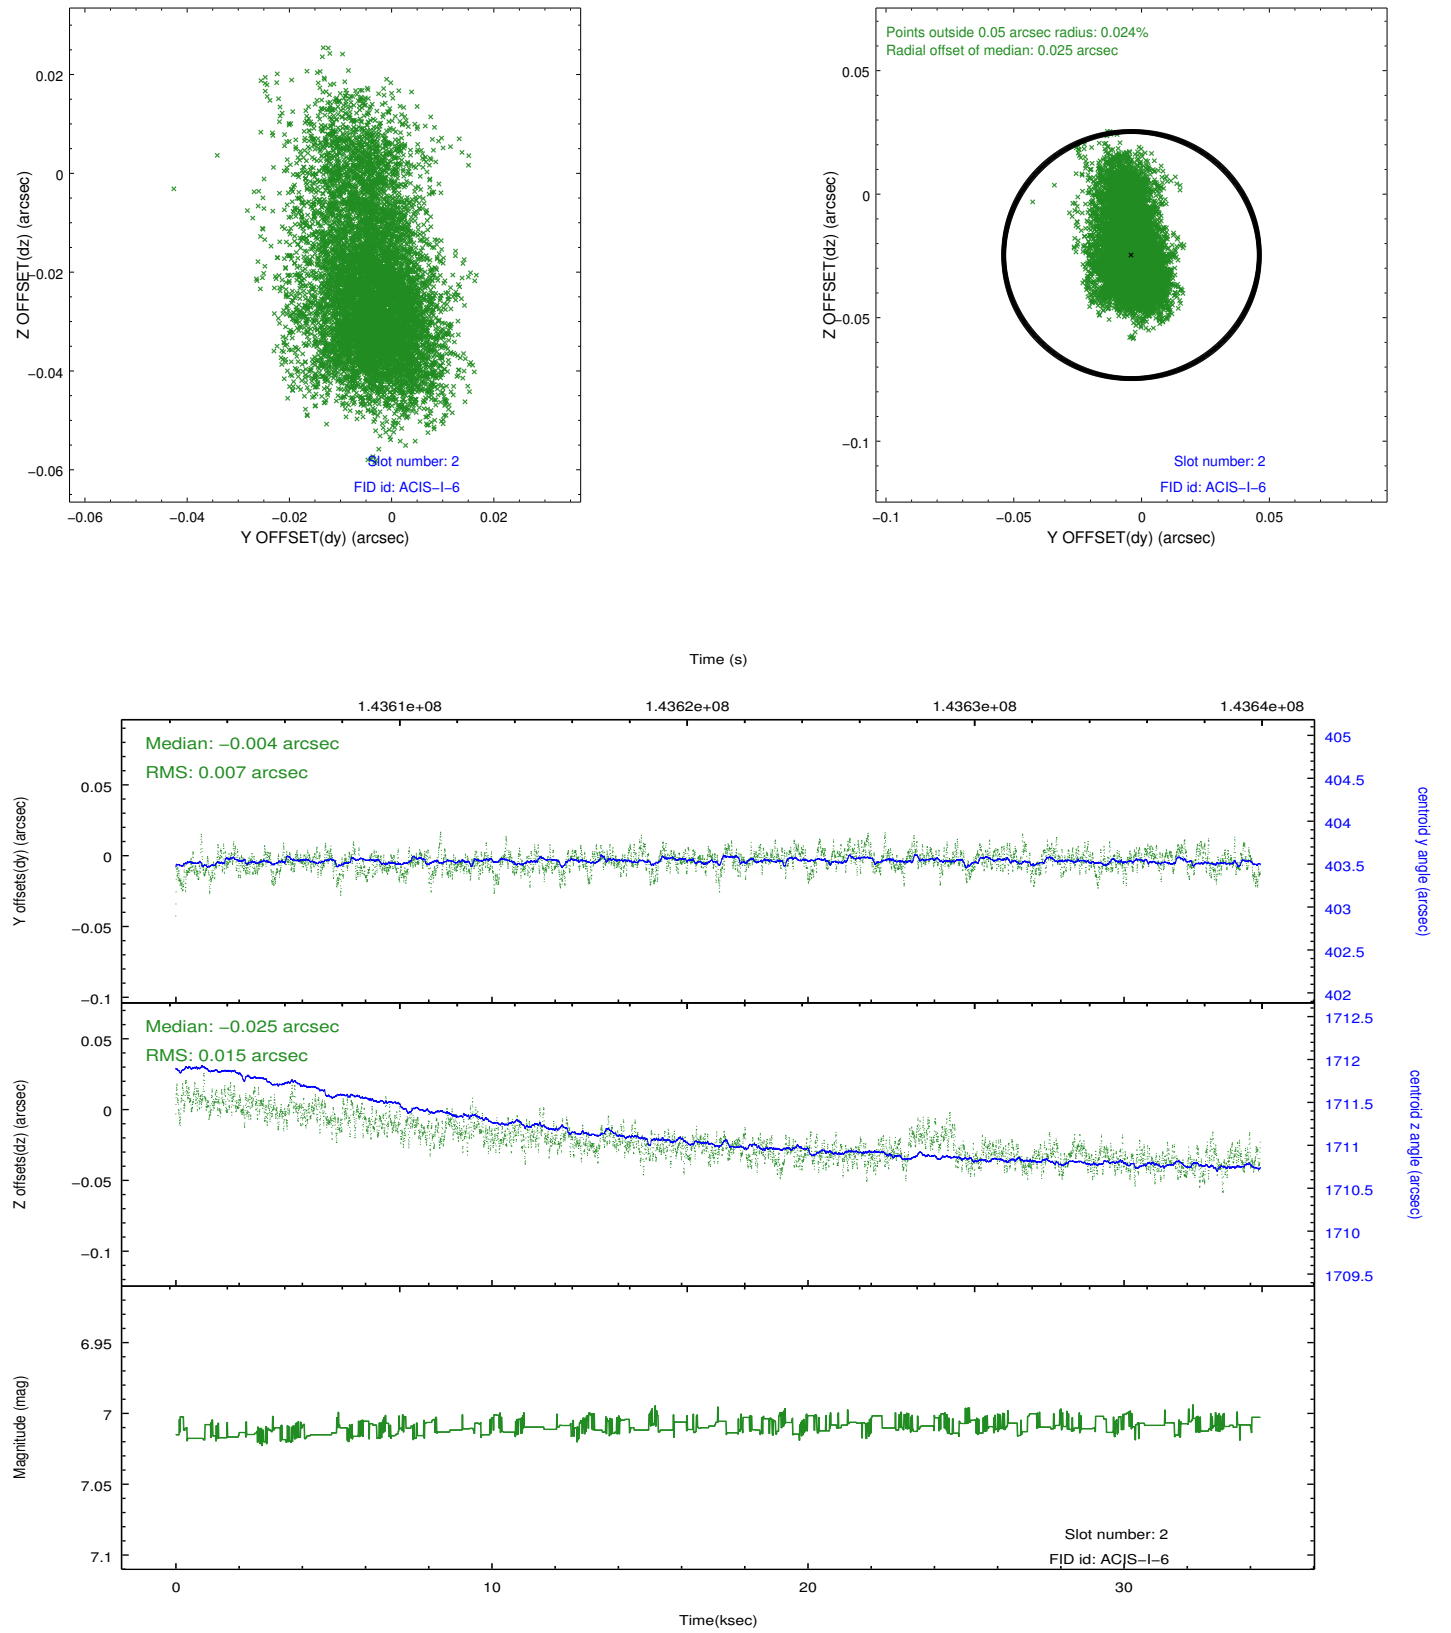 0.02
0
−0.02
−0.04
−0.06
Z OFFSET(dz) (arcsec)
Slot number: 2
FID id: ACIS−I−6
−0.06
−0.04
−0.02
0
0.02
Y OFFSET(dy) (arcsec)
Points outside 0.05 arcsec radius: 0.024%
Radial offset of median: 0.025 arcsec
0.05
0
−0.05
−0.1
Z OFFSET(dz) (arcsec)
Slot number: 2
FID id: ACIS−I−6
−0.1
−0.05
0
0.05
Y OFFSET(dy) (arcsec)
Time (s)
1.4361e+08
1.4362e+08
1.4363e+08
1.4364e+08
Median: −0.004 arcsec
RMS: 0.007 arcsec
0.05
0
−0.05
−0.1
Y offsets(dy) (arcsec)
405
404.5
404
403.5
403
402.5
402
centroid y angle (arcsec)
Median: −0.025 arcsec
RMS: 0.015 arcsec
0.05
0
−0.05
−0.1
Z offsets(dz) (arcsec)
1712.5
1712
1711.5
1711
1710.5
1710
1709.5
centroid z angle (arcsec)
6.95
7
7.05
7.1
Magnitude (mag)
Slot number: 2
FID id: ACIS−I−6
0
10
20
30
Time(ksec)